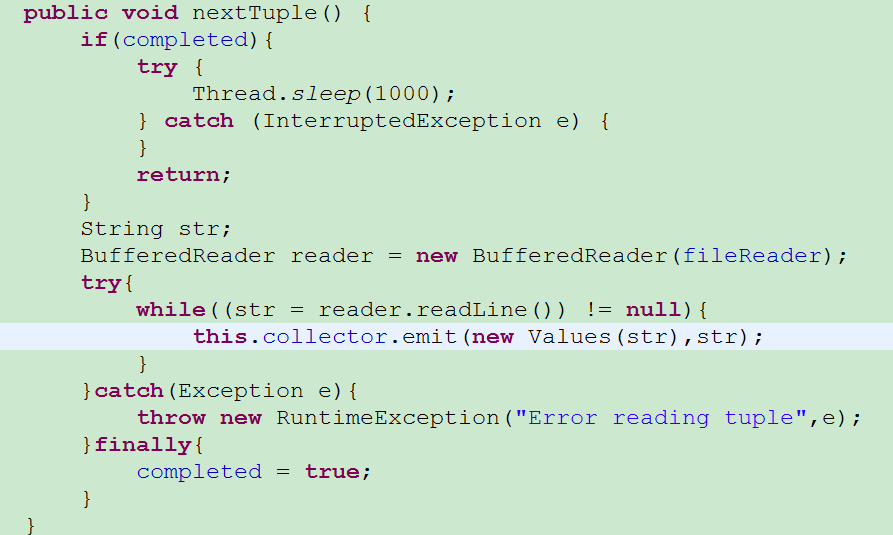 public void nextTuple() {
if(completed){
try {
Thread.sleep(1000);
} catch (InterruptedException e) {
}
return;
}
String str;
BufferedReader reader = new BufferedReader(fileReader);
try{
while((str = reader.readLine()) != null){
this.collector.emit(new Values(str),str);
}
}catch(Exception e){
throw new RuntimeException("Error reading tuple",e);
}finally{
completed = true;
}
}